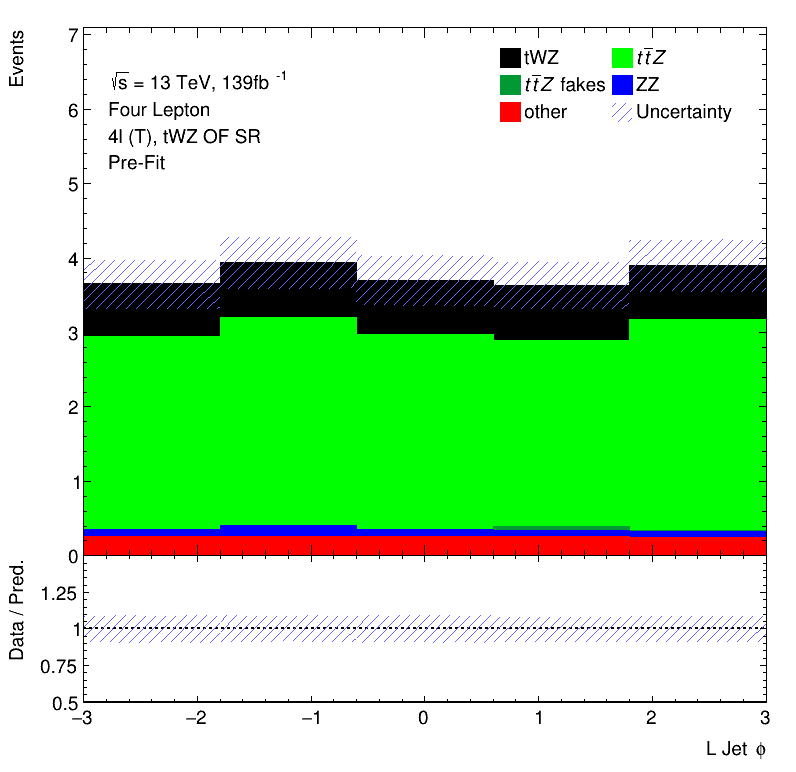 Events
7
6
5
4
3
2
1
0
√s = 13 TeV, 139fb -1
Four Lepton
4l (T), tWZ OF SR
Pre-Fit
tWZ
tt̄Z
tt̄Z fakes
ZZ
other
Uncertainty
Data / Pred.
1.25
1
0.75
0.5
−3 −2 −1 0 1 2 3
L Jet ϕ